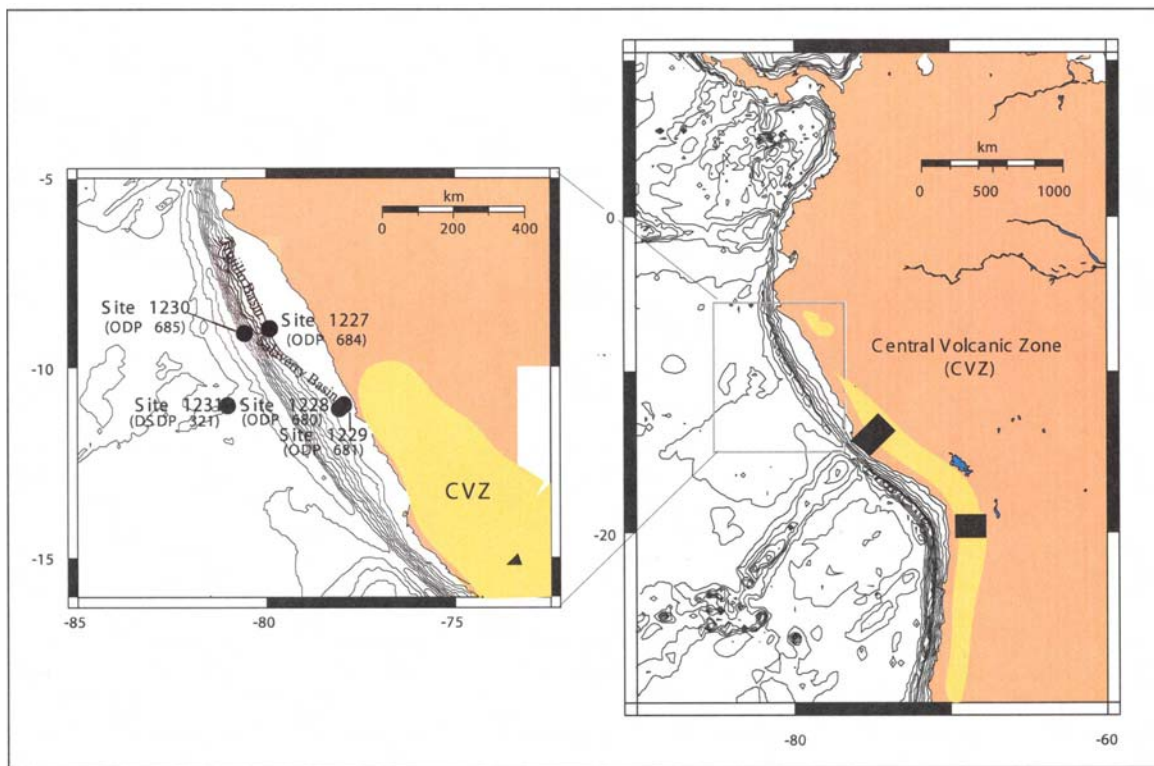 -5
-10
-15
-85
-80
-75
km
0 200 400
Site 1230
(ODP 685)
Site 1227
(ODP 684)
Site 1231
(DSDP 321)
Site 1228
(ODP 680)
Site 1229
(ODP 681)
Basin
Basin
CVZ
-80
-60
km
0 500 1000
0
-20
Central Volcanic Zone
(CVZ)